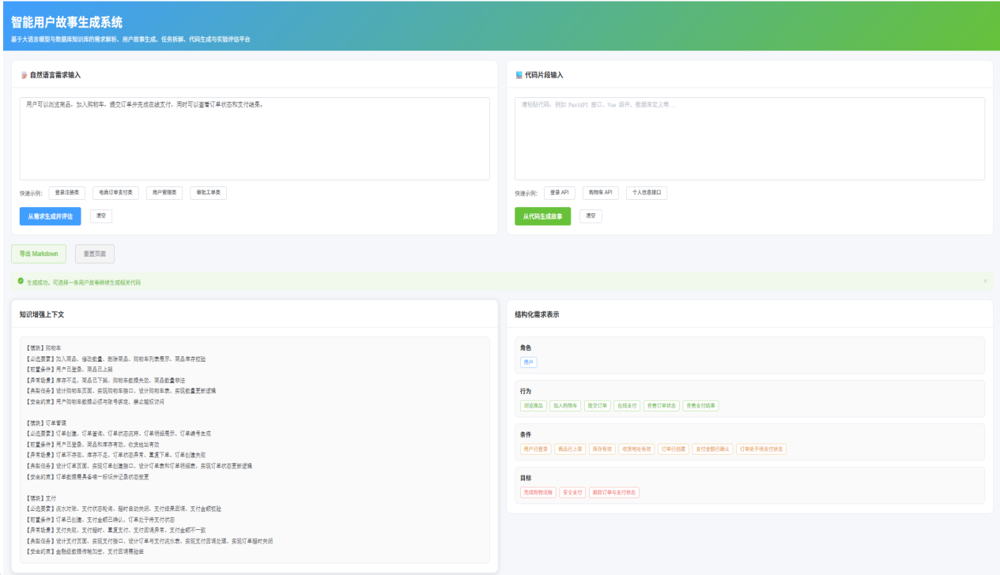 智能用户故事生成系统
基于大语言模型与数据库知识库的需求解析、用户故事生成、任务拆解、代码生成与实验评估平台
自然语言需求输入
用户可以浏览商品，加入购物车，提交订单并完成在线支付，同时可以查看订单状态和支付结果。
快速示例：
登录注册类
电商订单支付类
用户管理类
审批工单类
从需求生成并评估
清空
代码片段输入
请粘贴代码，例如 FastAPI 接口、Vue 组件、数据库定义等...
快速示例：
登录 API
购物车 API
个人信息接口
从代码生成故事
清空
导出 Markdown
重置页面
生成成功，可选择一条用户故事继续生成相关代码
知识增强上下文
【模块】购物车
【必选要素】加入商品、修改数量、删除商品、购物车列表展示、商品库存校验
【前置条件】用户已登录、商品已上架
【异常场景】库存不足、商品已下架、购物车数据失效、商品数量非法
【典型任务】设计购物车页面、实现购物车接口、设计购物车表、实现数量更新逻辑
【安全约束】用户购物车数据必须与账号绑定，禁止越权访问
【模块】订单管理
【必选要素】订单创建、订单查询、订单状态流转、订单明细展示、订单编号生成
【前置条件】用户已登录、商品和库存有效、收货地址有效
【异常场景】订单不存在、库存不足、订单状态异常、重复下单、订单创建失败
【典型任务】设计订单页面、实现订单创建接口、设计订单表和订单明细表、实现订单状态更新逻辑
【安全约束】订单数据需具备唯一标识并记录状态变更
【模块】支付
【必选要素】流水对账、支付状态轮询、超时自动关闭、支付结果回调、支付金额校验
【前置条件】订单已创建、支付金额已确认、订单处于待支付状态
【异常场景】支付失败、支付超时、重复支付、支付回调异常、支付金额不一致
【典型任务】设计支付页面、实现支付接口、设计订单与支付流水表、实现支付回调处理、实现订单超时关闭
【安全约束】金融级数据传输加密，支付回调需验签
结构化需求表示
角色
用户
行为
浏览商品
加入购物车
提交订单
在线支付
查看订单状态
查看支付结果
条件
用户已登录
商品已上架
库存有效
收货地址有效
订单已创建
支付金额已确认
订单处于待支付状态
目标
完成购物流程
安全支付
跟踪订单与支付状态